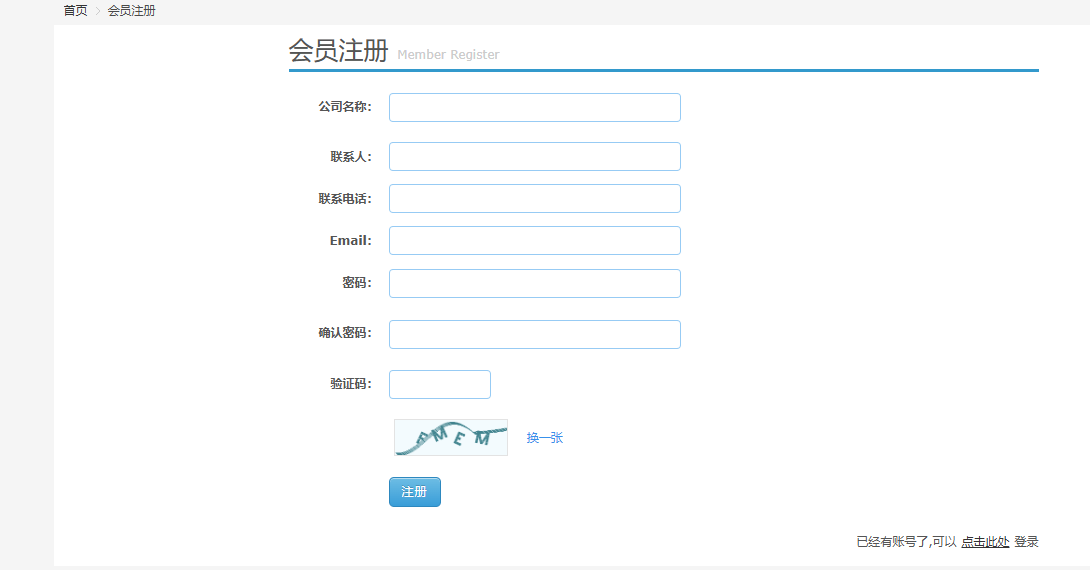 首页 > 会员注册
会员注册 Member Register
公司名称：
联系人：
联系电话：
Email：
密码：
确认密码：
验证码：
FMEM 换一张
注册
已经有账号了,可以 点击此处 登录